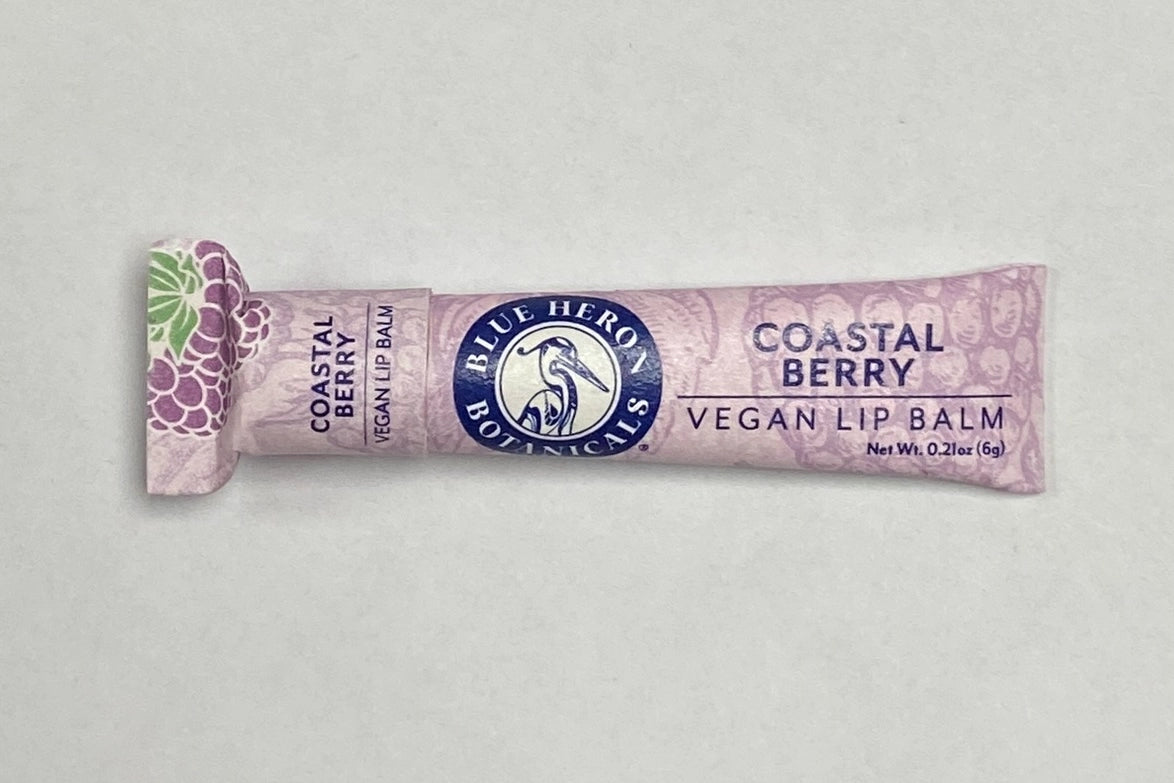 COASTAL
BERRY
VEGAN LIP BALM
BLUE HERON
BOTANICALS
®
COASTAL
BERRY
VEGAN LIP BALM
Net Wt. 0.21oz (6g)